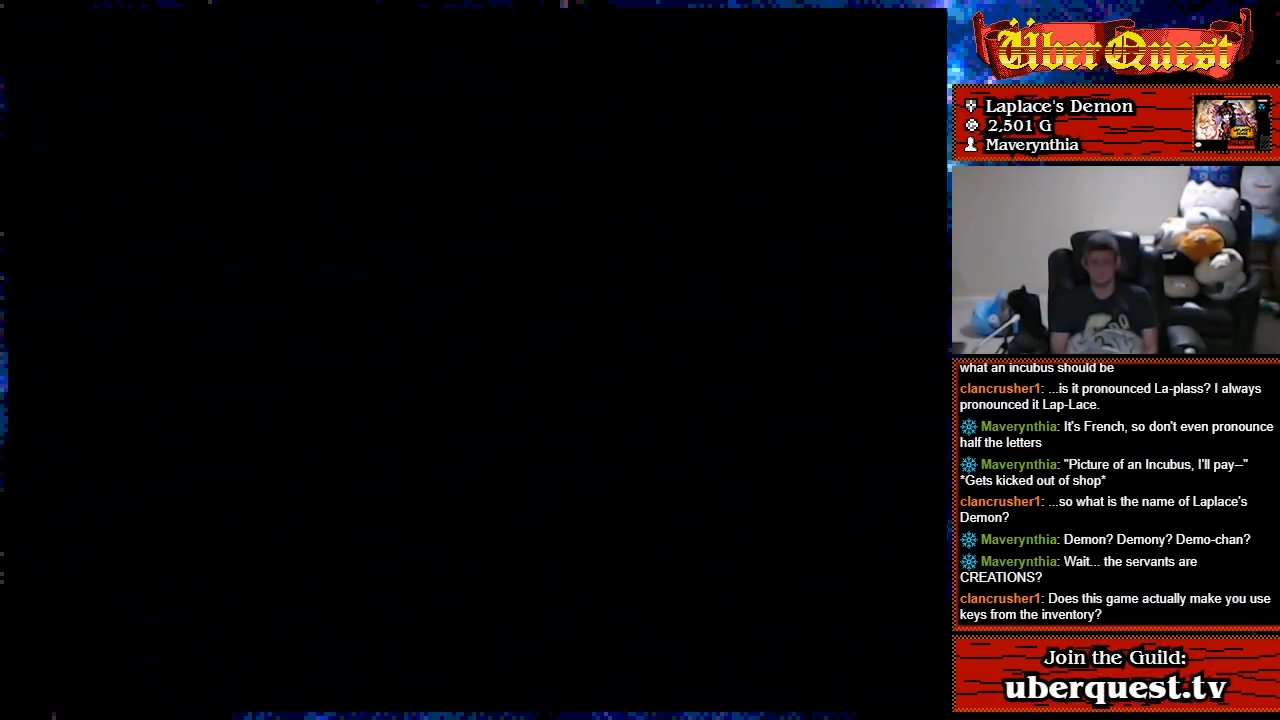 ÜberQuest
Laplace's Demon
2,501 G
Maverynthia
what an incubus should be
clancrusher1: ...is it pronounced La-plass? I always
pronounced it Lap-Lace.
Maverynthia: It's French, so don't even pronounce
half the letters
Maverynthia: "Picture of an Incubus, I'll pay--"
*Gets kicked out of shop*
clancrusher1: ...so what is the name of Laplace's
Demon?
Maverynthia: Demon? Demony? Demo-chan?
Maverynthia: Wait... the servants are
CREATIONS?
clancrusher1: Does this game actually make you use
keys from the inventory?
Join the Guild:
uberquest.tv